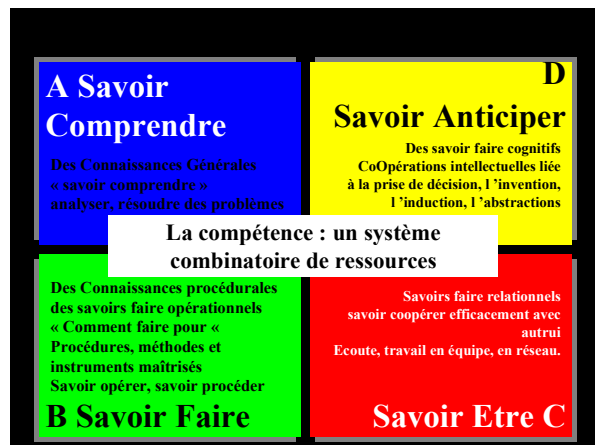 A Savoir
Comprendre
Des Connaissances Générales
« savoir comprendre »
analyser, résoudre des problèmes
D
Savoir Anticiper
Des savoir faire cognitifs
CoOpérations intellectuelles liée
à la prise de décision, l ’invention,
l ’induction, l ’abstractions
La compétence : un système
combinatoire de ressources
Des Connaissances procédurales
des savoirs faire opérationnels
« Comment faire pour «
Procédures, méthodes et
instruments maîtrisés
Savoir opérer, savoir procéder
B Savoir Faire
Savoirs faire relationnels
savoir coopérer efficacement avec
autrui
Ecoute, travail en équipe, en réseau.
Savoir Etre C